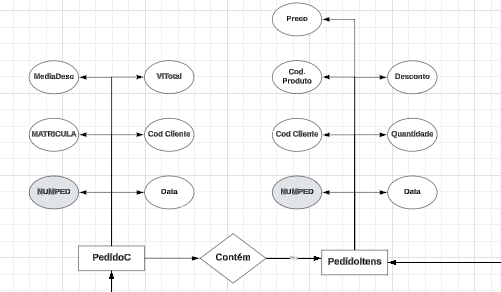 Preco
MediaDesc
VlTotal
Cod.
Produto
Desconto
MATRICULA
Cod Cliente
Cod Cliente
Quantidade
NUMPED
Data
NUMPED
Data
PedidoC
Contém
PedidoItens